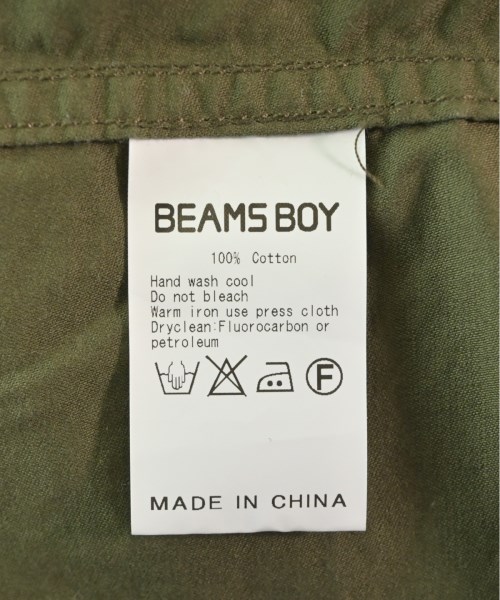 BEAMS BOY
100% Cotton
Hand wash cool
Do not bleach
Warm iron use press cloth
Dryclean:Fluorocarbon or
petroleum
F
MADE IN CHINA